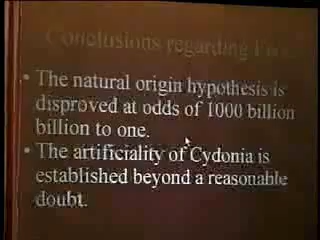 Conclusions regarding
• The natural origin hypothesis is
disproved at odds of 1000 billion
billion to one.
• The artificiality of Cydonia is
established beyond a reasonable
doubt.